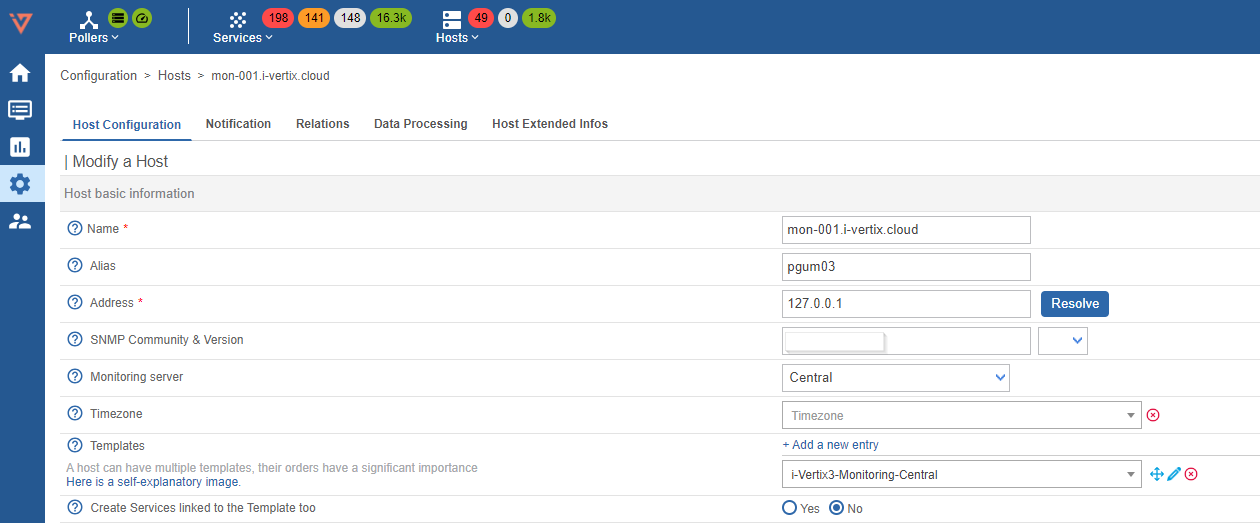 198 141 148 16.3k 49 0 1.8K
Pollers Services Hosts
Configuration > Hosts > mon-001.i-vertix.cloud
Host Configuration Notification Relations Data Processing Host Extended Infos
| Modify a Host
Host basic information
? Name * mon-001.i-vertix.cloud
? Alias pgum03
? Address * 127.0.0.1 Resolve
? SNMP Community & Version
? Monitoring server Central
? Timezone Timezone
? Templates + Add a new entry
A host can have multiple templates, their orders have a significant importance
Here is a self-explanatory image. i-Vertix3-Monitoring-Central
? Create Services linked to the Template too Yes No